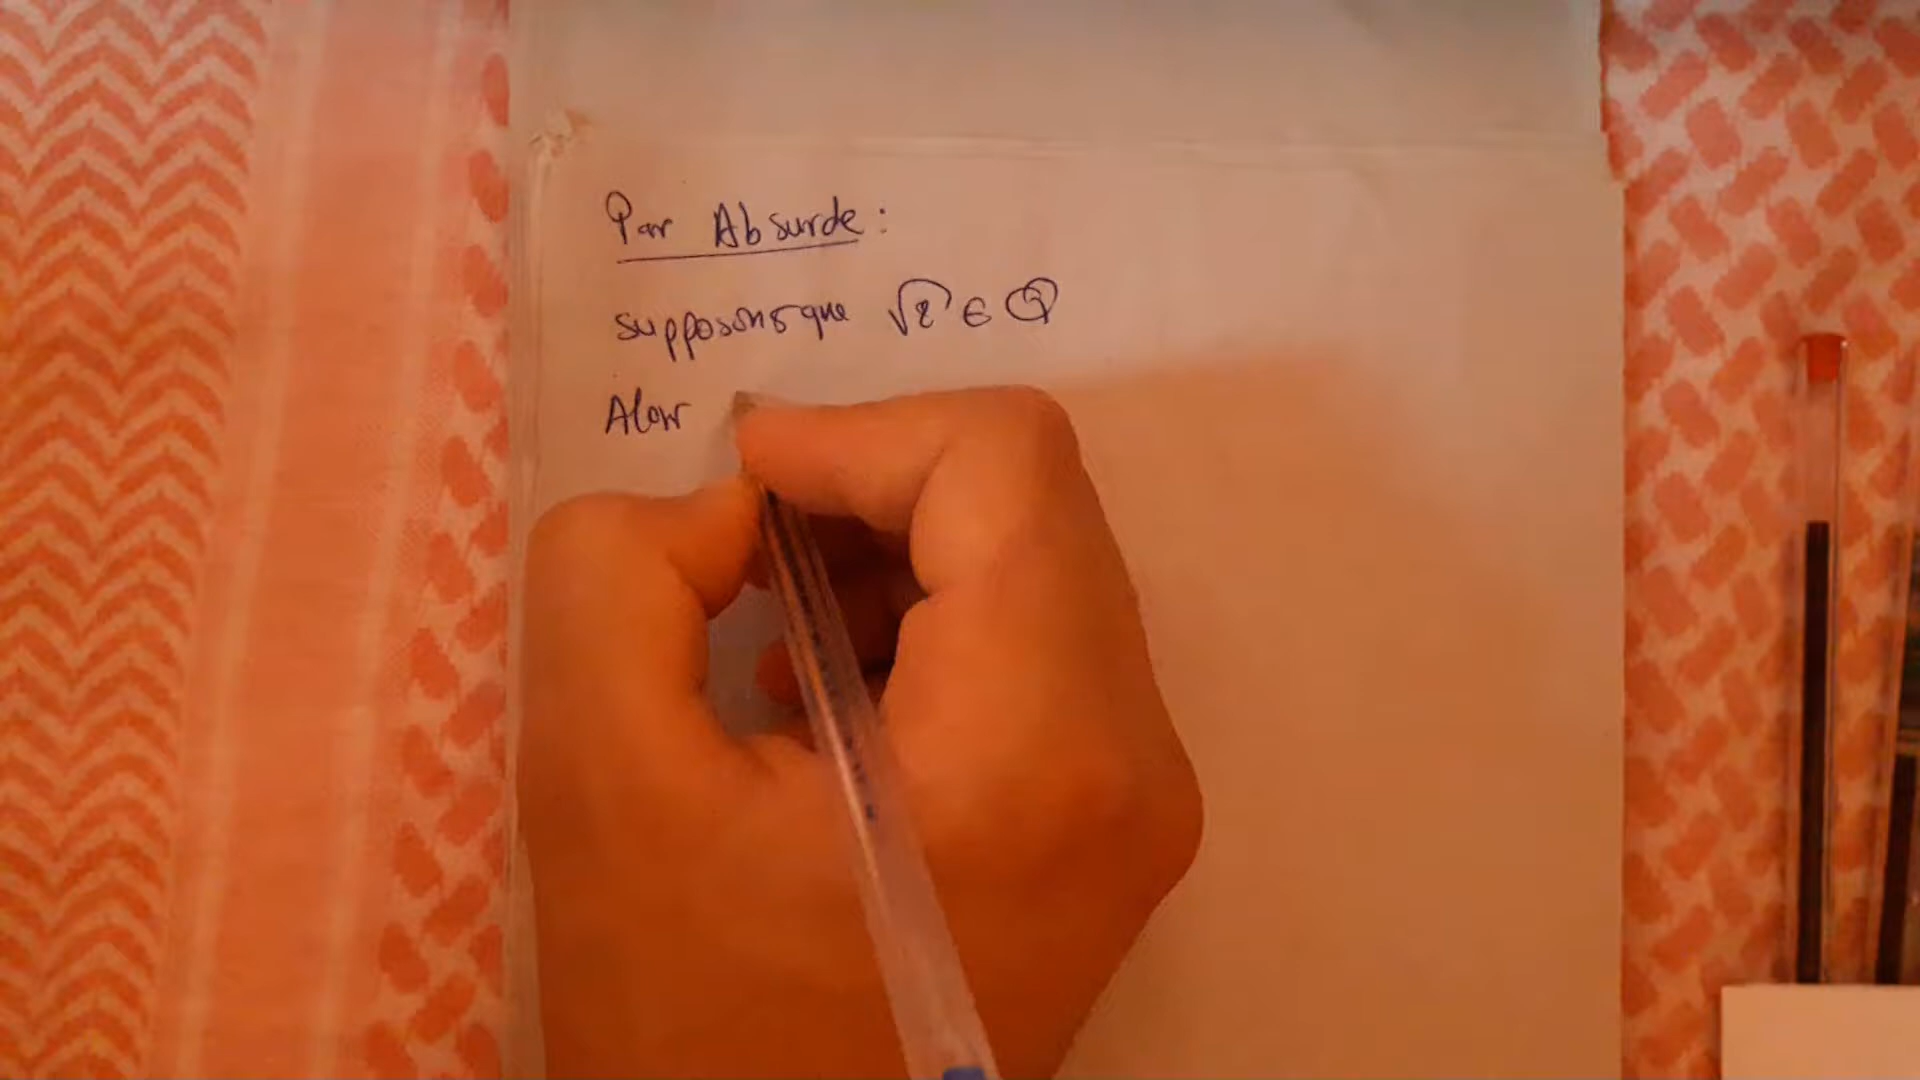 Par Absurde :
supposons que √2 ∈ ℚ
Alors